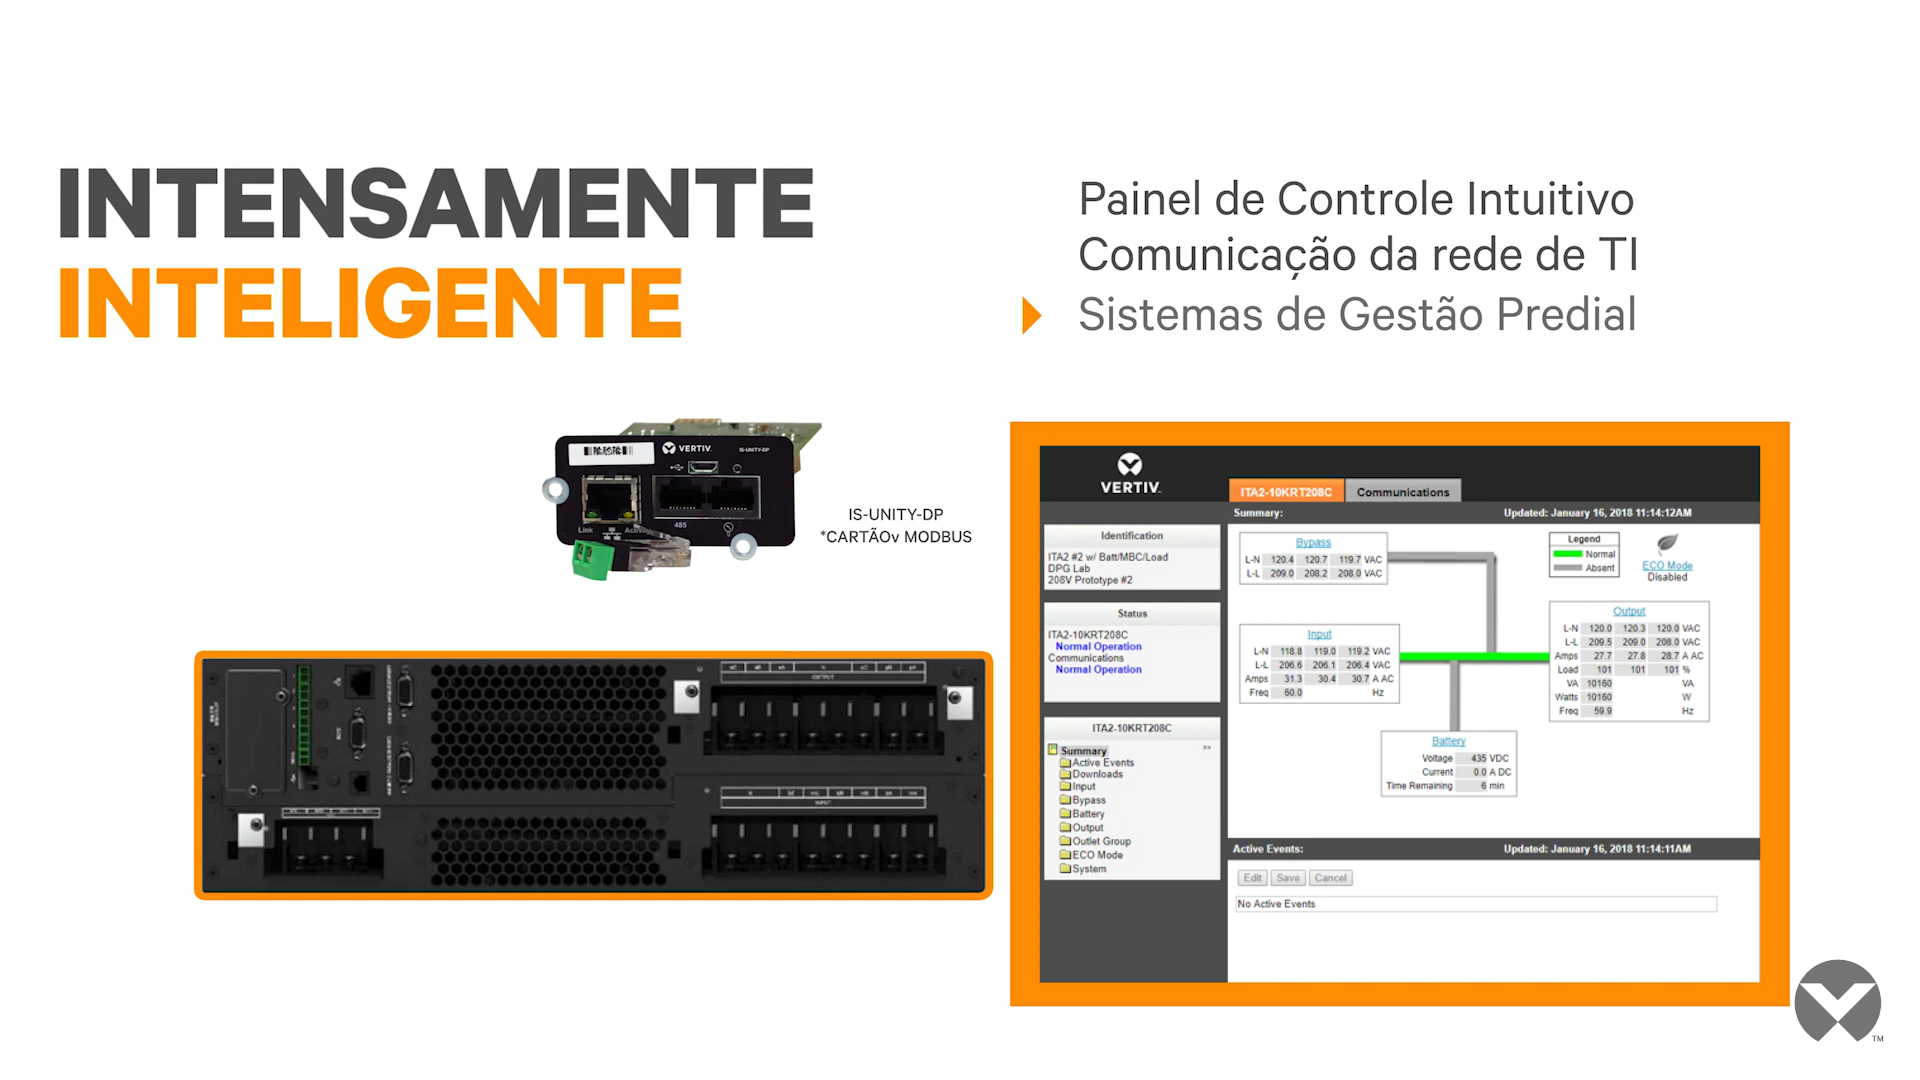 INTENSAMENTE
INTELIGENTE
Painel de Controle Intuitivo
Comunicação da rede de TI
Sistemas de Gestão Predial
VERTIV.
IS-UNITY-DP
Link
485
IS-UNITY-DP
*CARTÃOv MODBUS
OUTPUT
INPUT
VERTIV.
ITA2-10KRT208C
Communications
Summary:
Updated: January 16, 2018 11:14:12AM
Identification
ITA2 #2 w/ Batt/MBC/Load
DPG Lab
208V Prototype #2
Status
ITA2-10KRT208C
Normal Operation
Communications
Normal Operation
ITA2-10KRT208C
>>
Summary
Active Events
Downloads
Input
Bypass
Battery
Output
Outlet Group
ECO Mode
System
Bypass
L-N 120.4 120.7 119.7 VAC
L-L 209.0 208.2 208.0 VAC
Legend
Normal
Absent
ECO Mode
Disabled
Input
L-N 118.8 119.0 119.2 VAC
L-L 206.6 206.1 206.4 VAC
Amps 31.3 30.4 30.7 A AC
Freq 60.0 Hz
Output
L-N 120.0 120.3 120.0 VAC
L-L 209.5 209.0 208.0 VAC
Amps 27.7 27.8 28.7 A AC
Load 101 101 101 %
VA 10160 VA
Watts 10160 W
Freq 59.9 Hz
Battery
Voltage 435 VDC
Current 0.0 A DC
Time Remaining 6 min
Active Events:
Updated: January 16, 2018 11:14:11AM
Edit Save Cancel
No Active Events
TM